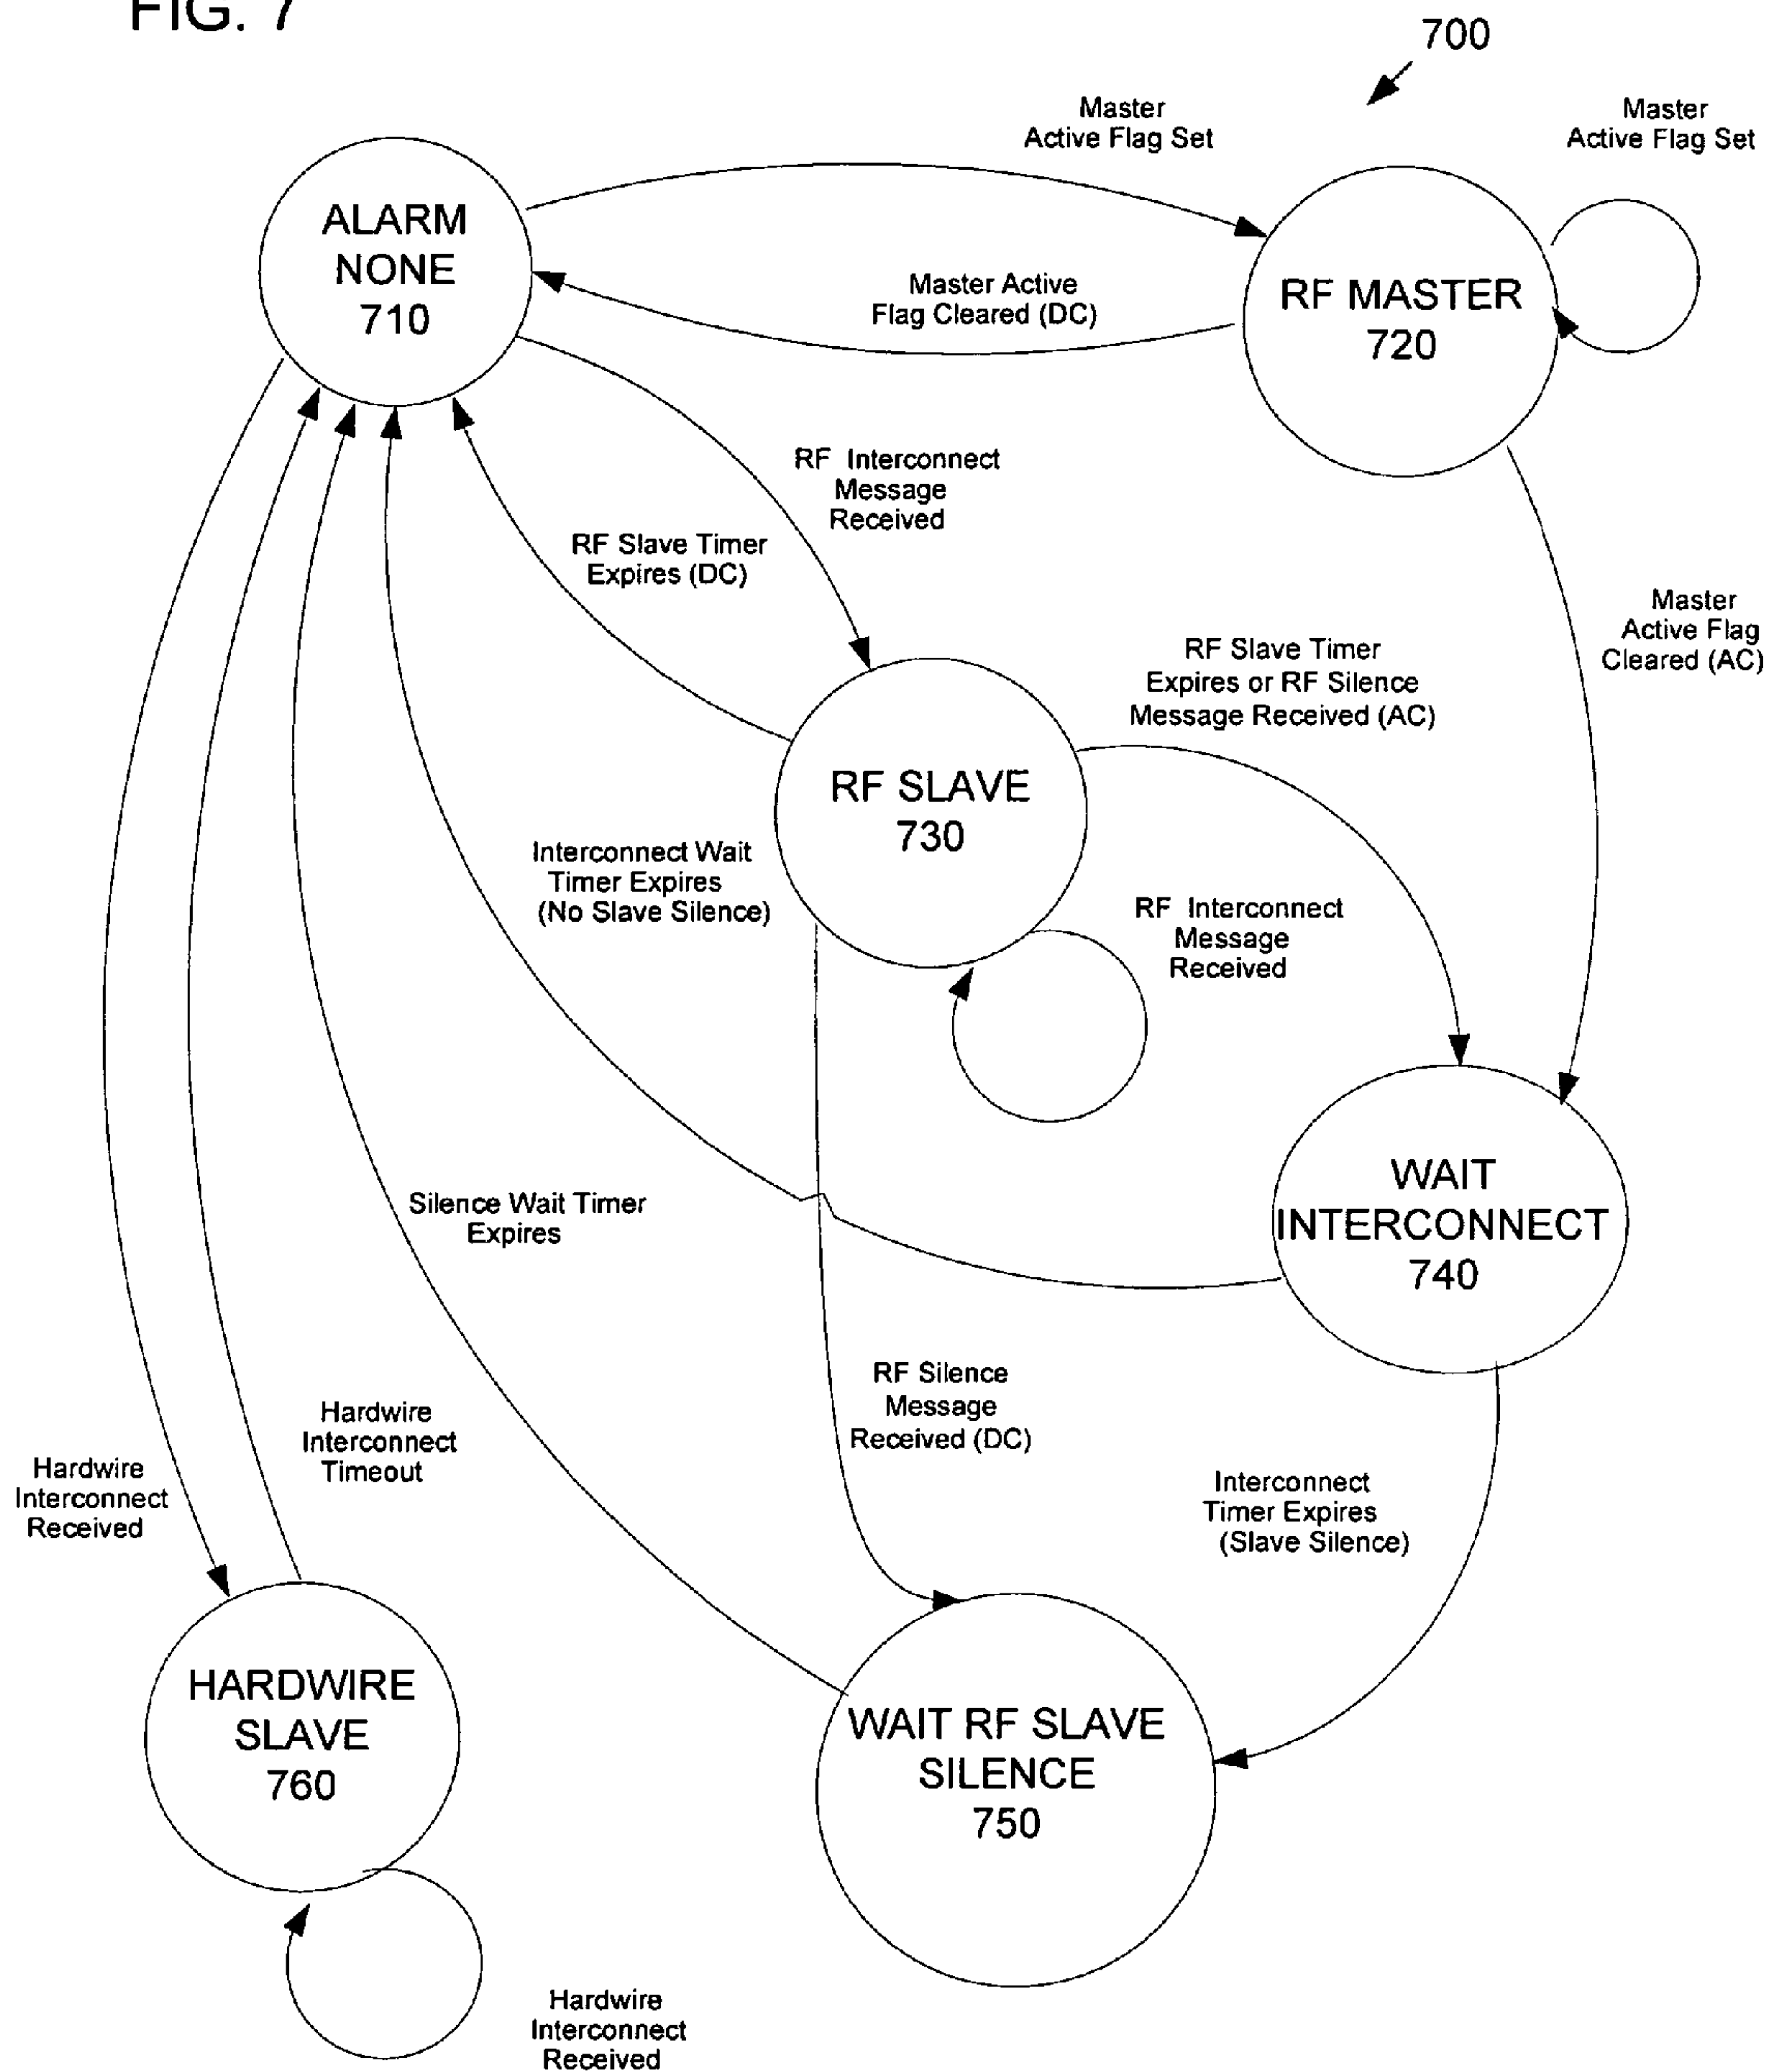 FIG. 7
700
Master
Active Flag Set
Master
Active Flag Set
ALARM
NONE
710
RF MASTER
720
Master Active
Flag Cleared (DC)
RF Interconnect
Message
Received
RF Slave Timer
Expires (DC)
Master
Active Flag
Cleared (AC)
RF Slave Timer
Expires or RF Silence
Message Received (AC)
RF SLAVE
730
Interconnect Wait
Timer Expires
(No Slave Silence)
RF Interconnect
Message
Received
WAIT
INTERCONNECT
740
Silence Wait Timer
Expires
RF Silence
Message
Received (DC)
Hardwire
Interconnect
Timeout
Hardwire
Interconnect
Received
Interconnect
Timer Expires
(Slave Silence)
HARDWIRE
SLAVE
760
WAIT RF SLAVE
SILENCE
750
Hardwire
Interconnect
Received